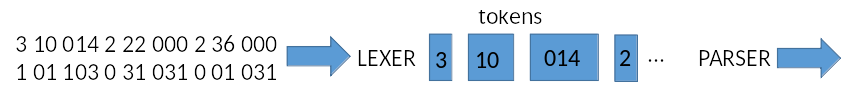 tokens
3 10 014 2 22 000 2 36 000
1 01 103 0 31 031 0 01 031
LEXER 3 10 014 2 ... PARSER